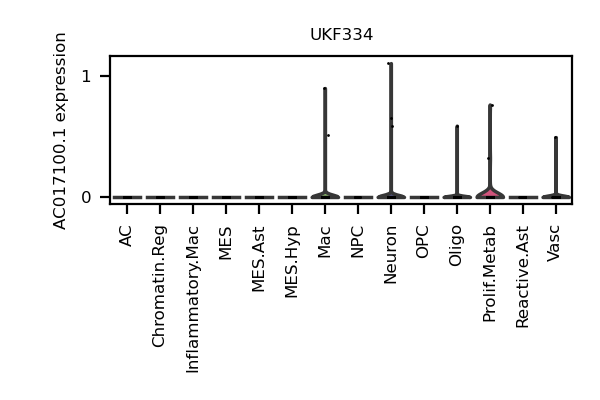 UKF334
AC017100.1 expression
1
0
AC
Chromatin.Reg
Inflammatory.Mac
MES
MES.Ast
MES.Hyp
Mac
NPC
Neuron
OPC
Oligo
Prolif.Metab
Reactive.Ast
Vasc